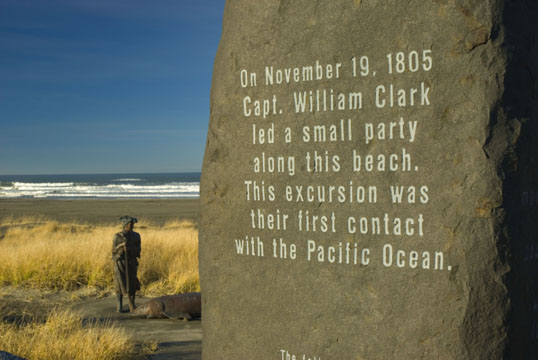 On November 19, 1805
Capt. William Clark
led a small party
along this beach.
This excursion was
their first contact
with the Pacific Ocean.
The